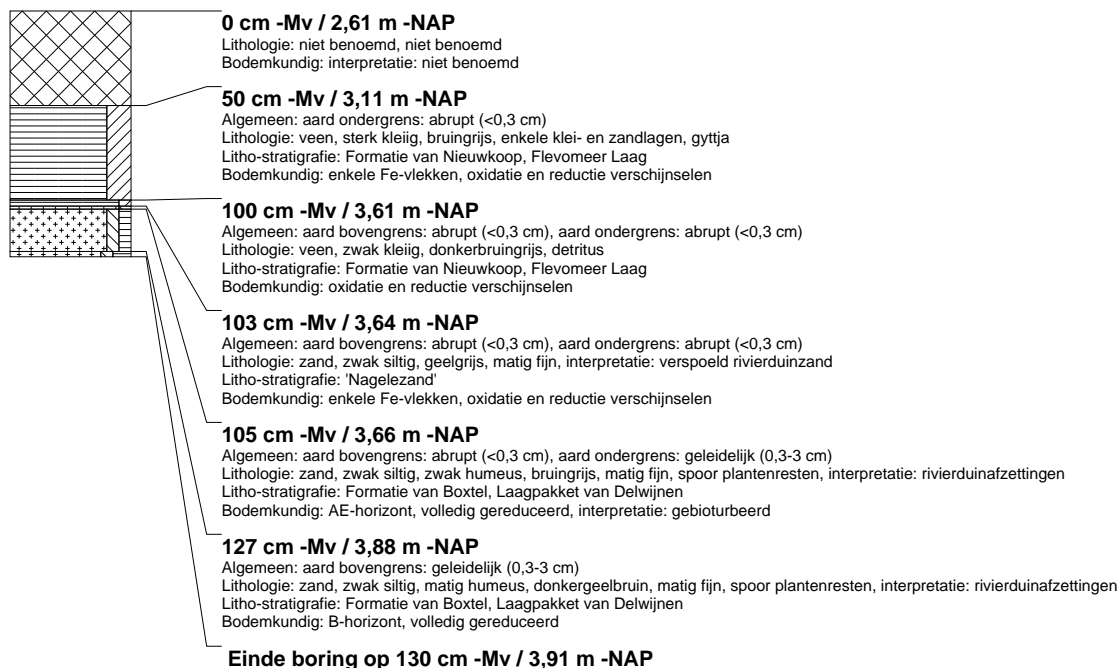 0 cm -Mv / 2,61 m -NAP
Lithologie: niet benoemd, niet benoemd
Bodemkundig: interpretatie: niet benoemd
50 cm -Mv / 3,11 m -NAP
Algemeen: aard ondergrens: abrupt (<0,3 cm)
Lithologie: veen, sterk kleiig, bruingrijs, enkele klei- en zandlagen, gyttja
Litho-stratigrafie: Formatie van Nieuwkoop, Flevomeer Laag
Bodemkundig: enkele Fe-vlekken, oxidatie en reductie verschijnselen
100 cm -Mv / 3,61 m -NAP
Algemeen: aard bovengrens: abrupt (<0,3 cm), aard ondergrens: abrupt (<0,3 cm)
Lithologie: veen, zwak kleiig, donkerbruingrijs, detritus
Litho-stratigrafie: Formatie van Nieuwkoop, Flevomeer Laag
Bodemkundig: oxidatie en reductie verschijnselen
103 cm -Mv / 3,64 m -NAP
Algemeen: aard bovengrens: abrupt (<0,3 cm), aard ondergrens: abrupt (<0,3 cm)
Lithologie: zand, zwak siltig, geelgrijs, matig fijn, interpretatie: verspoeld rivierduinzand
Litho-stratigrafie: 'Nagelezand'
Bodemkundig: enkele Fe-vlekken, oxidatie en reductie verschijnselen
105 cm -Mv / 3,66 m -NAP
Algemeen: aard bovengrens: abrupt (<0,3 cm), aard ondergrens: geleidelijk (0,3-3 cm)
Lithologie: zand, zwak siltig, zwak humeus, bruingrijs, matig fijn, spoor plantenresten, interpretatie: rivierduinafzettingen
Litho-stratigrafie: Formatie van Boxtel, Laagpakket van Delwijnen
Bodemkundig: AE-horizont, volledig gereduceerd, interpretatie: gebioturbeerd
127 cm -Mv / 3,88 m -NAP
Algemeen: aard bovengrens: geleidelijk (0,3-3 cm)
Lithologie: zand, zwak siltig, matig humeus, donkergeelbruin, matig fijn, spoor plantenresten, interpretatie: rivierduinafzettingen
Litho-stratigrafie: Formatie van Boxtel, Laagpakket van Delwijnen
Bodemkundig: B-horizont, volledig gereduceerd
Einde boring op 130 cm -Mv / 3,91 m -NAP